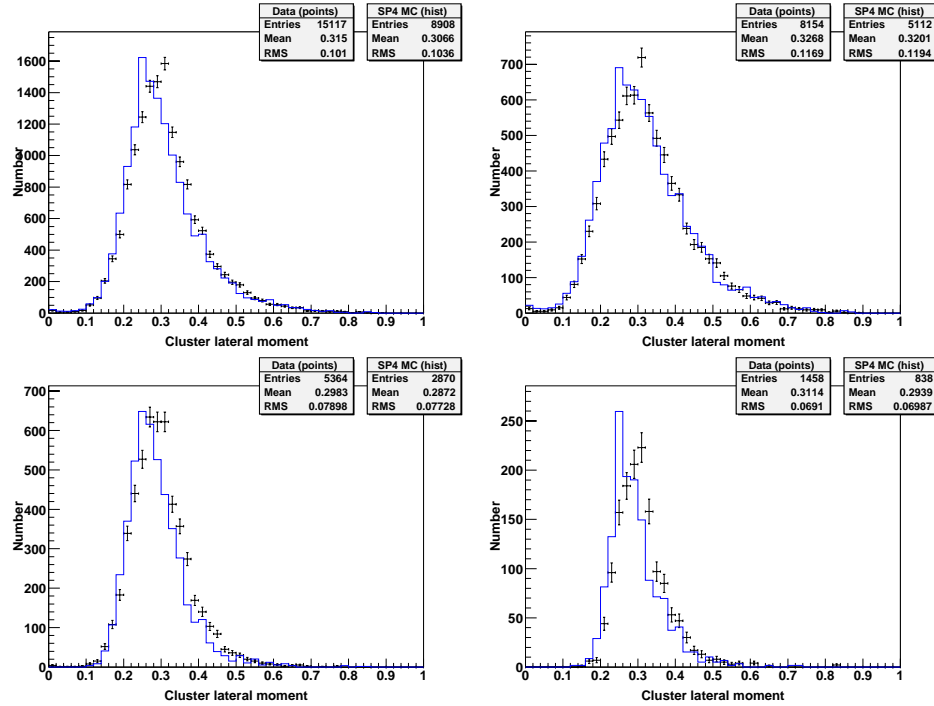 Data (points)
Entries 15117
Mean 0.315
RMS 0.101
SP4 MC (hist)
Entries 8908
Mean 0.3066
RMS 0.1036
Number
1600
1400
1200
1000
800
600
400
200
0
0 0.1 0.2 0.3 0.4 0.5 0.6 0.7 0.8 0.9 1
Cluster lateral moment
Data (points)
Entries 8154
Mean 0.3268
RMS 0.1169
SP4 MC (hist)
Entries 5112
Mean 0.3201
RMS 0.1194
Number
700
600
500
400
300
200
100
0
0 0.1 0.2 0.3 0.4 0.5 0.6 0.7 0.8 0.9 1
Cluster lateral moment
Data (points)
Entries 5364
Mean 0.2983
RMS 0.07898
SP4 MC (hist)
Entries 2870
Mean 0.2872
RMS 0.07728
Number
700
600
500
400
300
200
100
0
0 0.1 0.2 0.3 0.4 0.5 0.6 0.7 0.8 0.9 1
Cluster lateral moment
Data (points)
Entries 1458
Mean 0.3114
RMS 0.0691
SP4 MC (hist)
Entries 838
Mean 0.2939
RMS 0.06987
Number
250
200
150
100
50
0
0 0.1 0.2 0.3 0.4 0.5 0.6 0.7 0.8 0.9 1
Cluster lateral moment